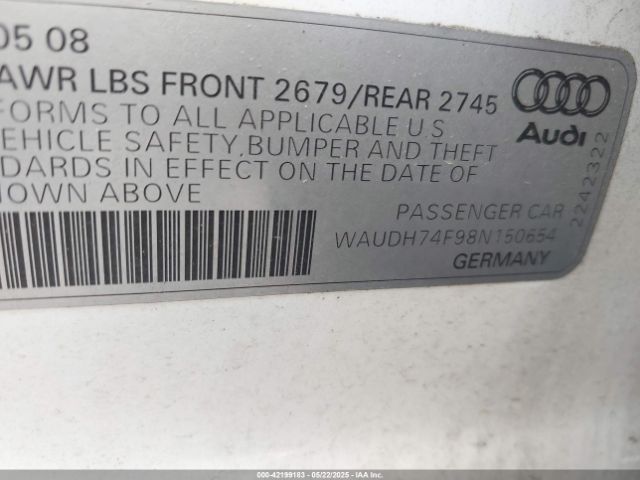 05 08
AWR LBS FRONT 2679/REAR 2745
FORMS TO ALL APPLICABLE U S
EHICLE SAFETY,BUMPER AND THEFT
DARDS IN EFFECT ON THE DATE OF
HOWN ABOVE
Audi
PASSENGER CAR
WAUDH74F98N150654
GERMANY
2242322
000-42199183 - 05/22/2025 - IAA, Inc.